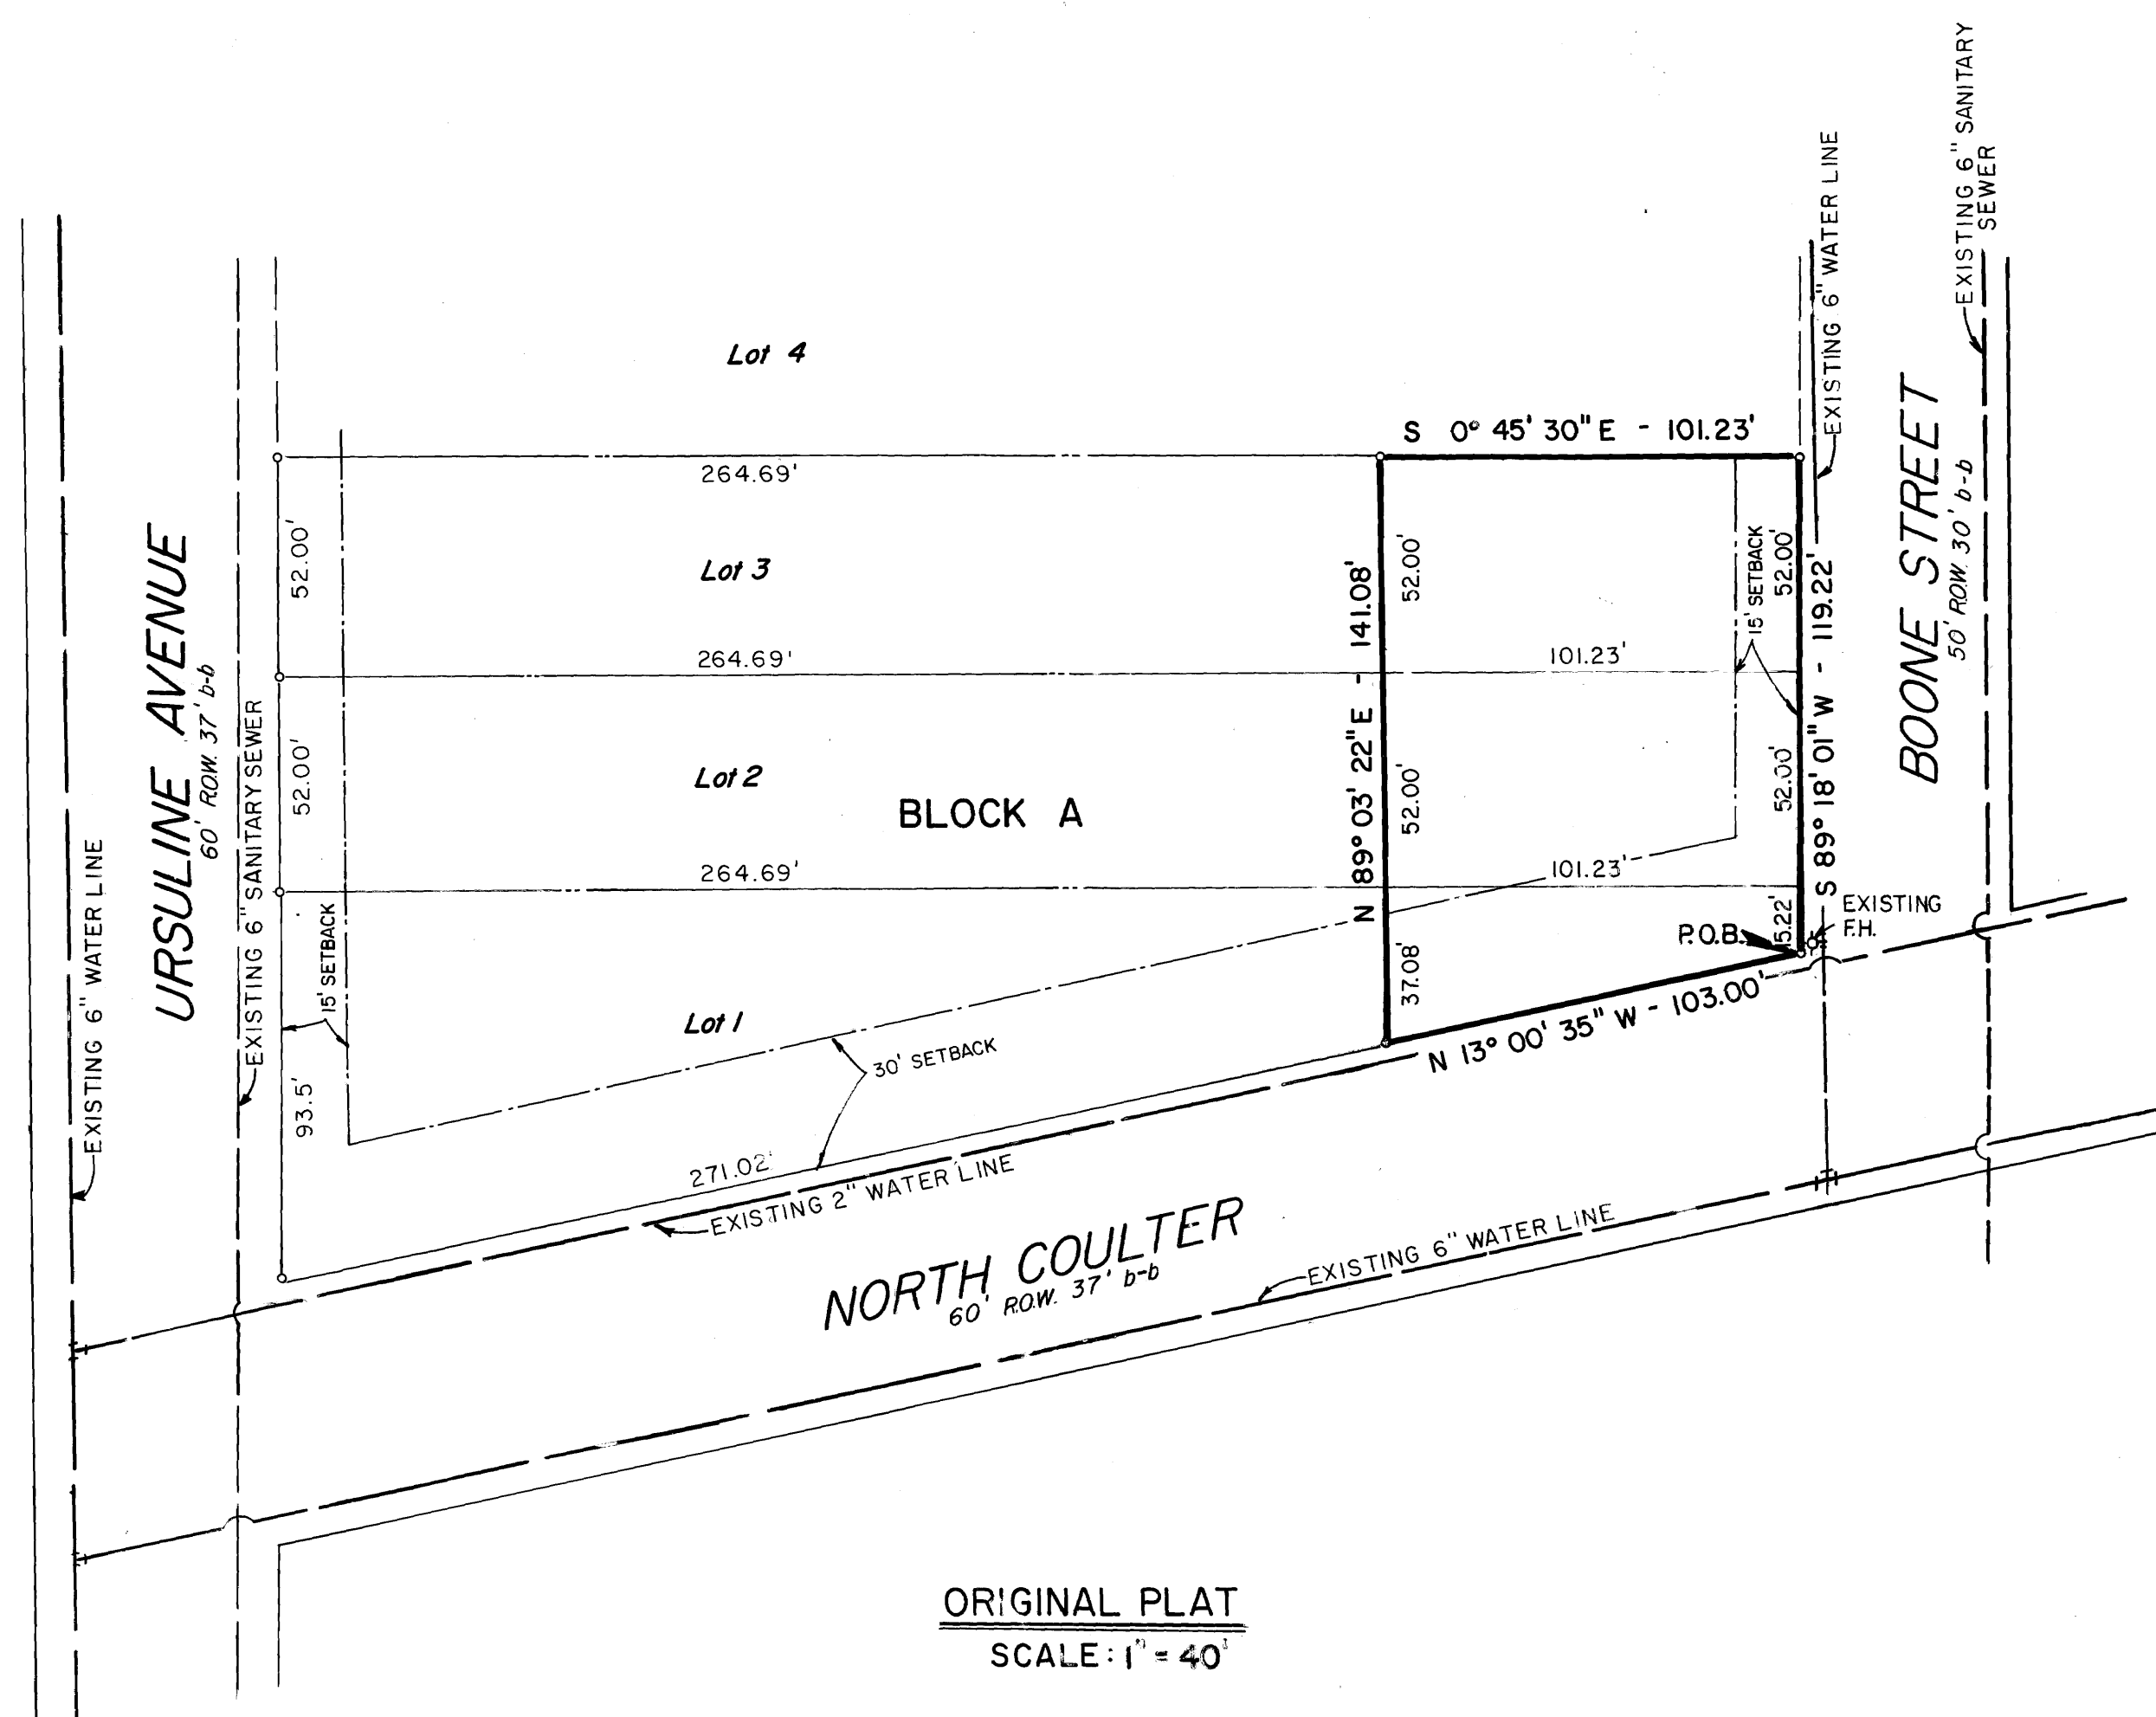 EXISTING 6" SANITARY
SEWER
EXISTING 6" WATER LINE
Lot 4
S 0° 45' 30" E - 101.23'
264.69'
52.00'
52.00'
52.00'
15' SETBACK
Lot 3
N 89° 03' 22" E - 141.08'
S 89° 18' 01" W - 119.22'
BOONE STREET
50' R.O.W. 30' b-b
URSULINE AVENUE
60' R.O.W. 37' b-b
264.69'
101.23'
EXISTING 6" SANITARY SEWER
52.00'
Lot 2
BLOCK A
52.00'
52.00'
EXISTING 6" WATER LINE
264.69'
101.23'
15' SETBACK
15.22'
EXISTING
F.H.
P.O.B.
37.08'
Lot 1
N 13° 00' 35" W - 103.00'
30' SETBACK
93.5'
271.02'
EXISTING 2" WATER LINE
NORTH COULTER
60' R.O.W. 37' b-b
EXISTING 6" WATER LINE
ORIGINAL PLAT
SCALE: 1" = 40'